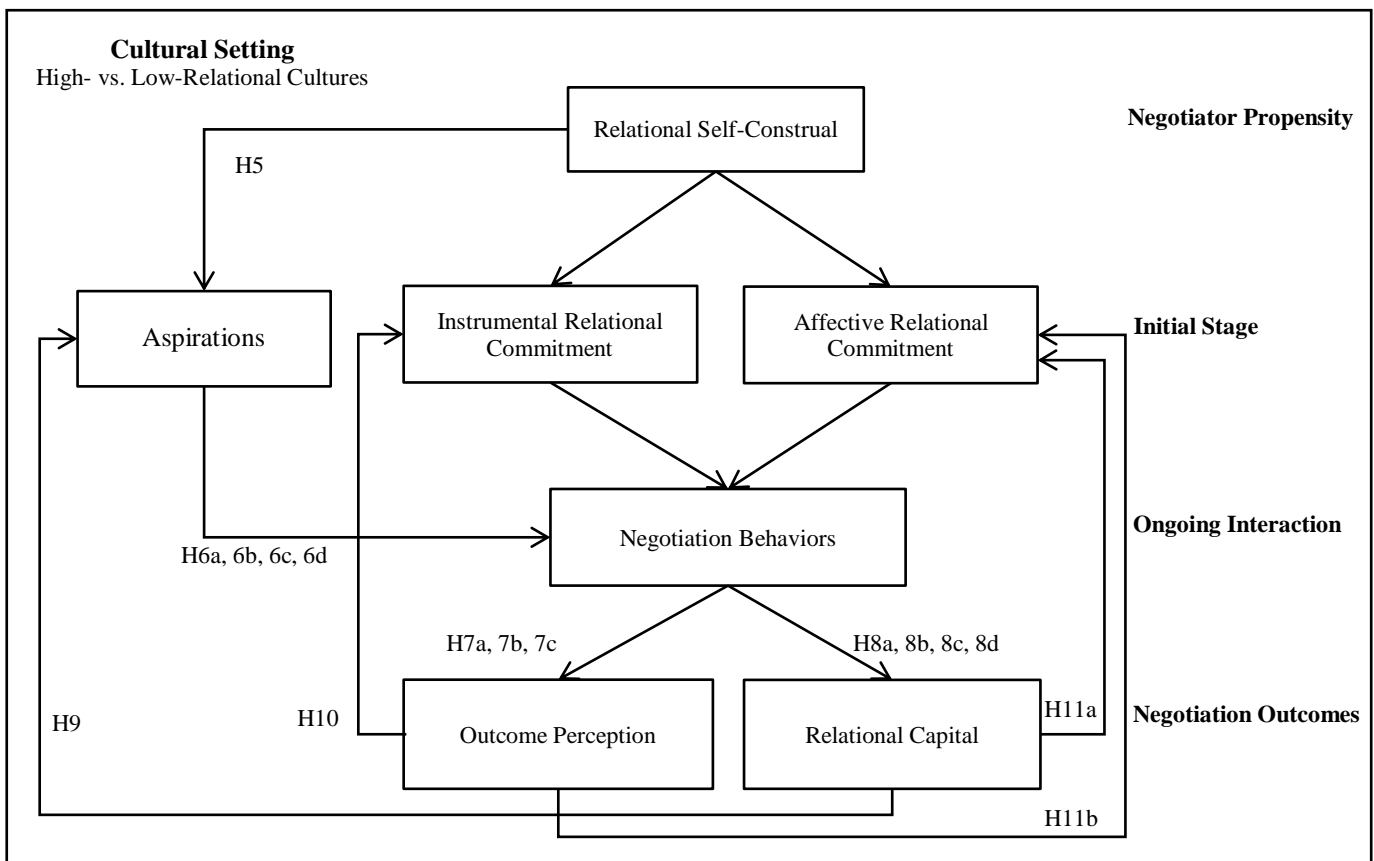 Cultural Setting
High- vs. Low-Relational Cultures
Relational Self-Construal
Negotiator Propensity
H5
Aspirations
Instrumental Relational
Commitment
Affective Relational
Commitment
Initial Stage
Negotiation Behaviors
Ongoing Interaction
H6a, 6b, 6c, 6d
H7a, 7b, 7c
H8a, 8b, 8c, 8d
H9
H10
Outcome Perception
Relational Capital
H11a
Negotiation Outcomes
H11b